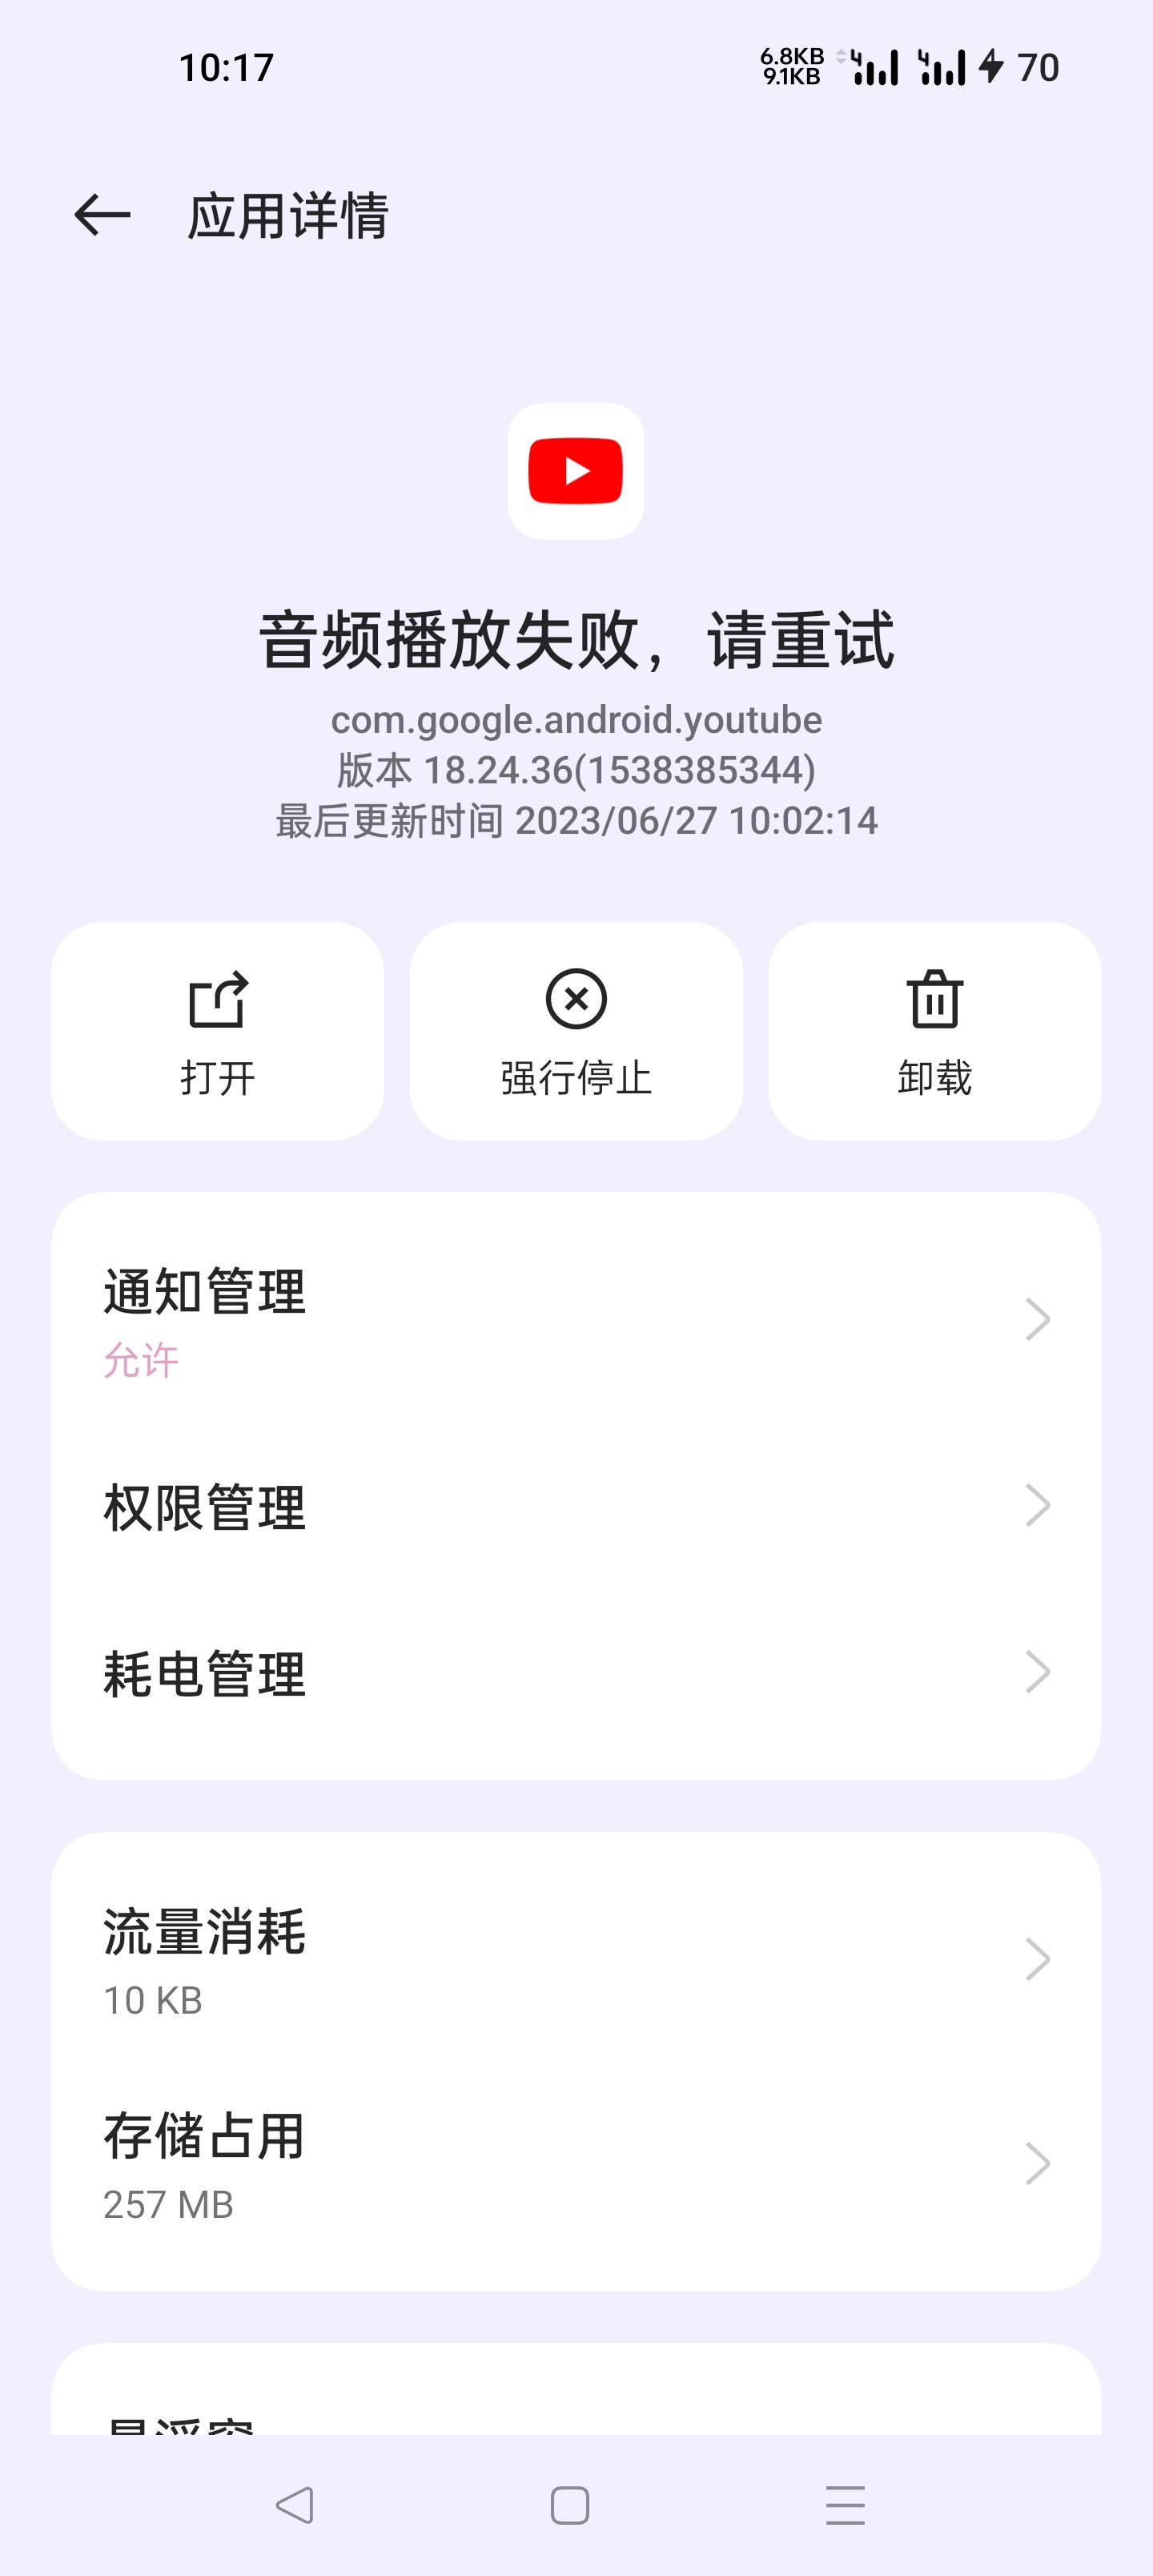 10:17
6.8KB
9.1KB
70
应用详情
音频播放失败，请重试
com.google.android.youtube
版本 18.24.36(1538385344)
最后更新时间 2023/06/27 10:02:14
打开
强行停止
卸载
通知管理
允许
权限管理
耗电管理
流量消耗
10 KB
存储占用
257 MB